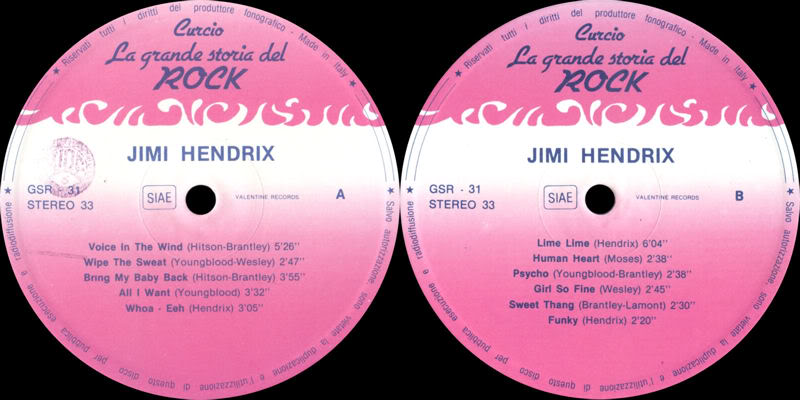 ★ Riservati tutti i diritti del produttore fonografico - Made in Italy ★
Curcio
La grande storia del
ROCK
JIMI HENDRIX
GSR - 31
STEREO 33
SIAE
VALENTINE RECORDS
A
Voice In The Wind (Hitson-Brantley) 5'26''
Wipe The Sweat (Youngblood-Wesley) 2'47''
Bring My Baby Back (Hitson-Brantley) 3'55''
All I Want (Youngblood) 3'32''
Whoa - Eeh (Hendrix) 3'05''
★ Salvo autorizzazione, sono vietate la duplicazione e l'utilizzazione di questo disco per pubblica esecuzione e radiodiffusione ★
★ Riservati tutti i diritti del produttore fonografico - Made in Italy ★
Curcio
La grande storia del
ROCK
JIMI HENDRIX
GSR - 31
STEREO 33
SIAE
VALENTINE RECORDS
B
Lime Lime (Hendrix) 6'04''
Human Heart (Moses) 2'38''
Psycho (Youngblood-Brantley) 2'38''
Girl So Fine (Wesley) 2'45''
Sweet Thang (Brantley-Lamont) 2'30''
Funky (Hendrix) 2'20''
★ Salvo autorizzazione, sono vietate la duplicazione e l'utilizzazione di questo disco per pubblica esecuzione e radiodiffusione ★